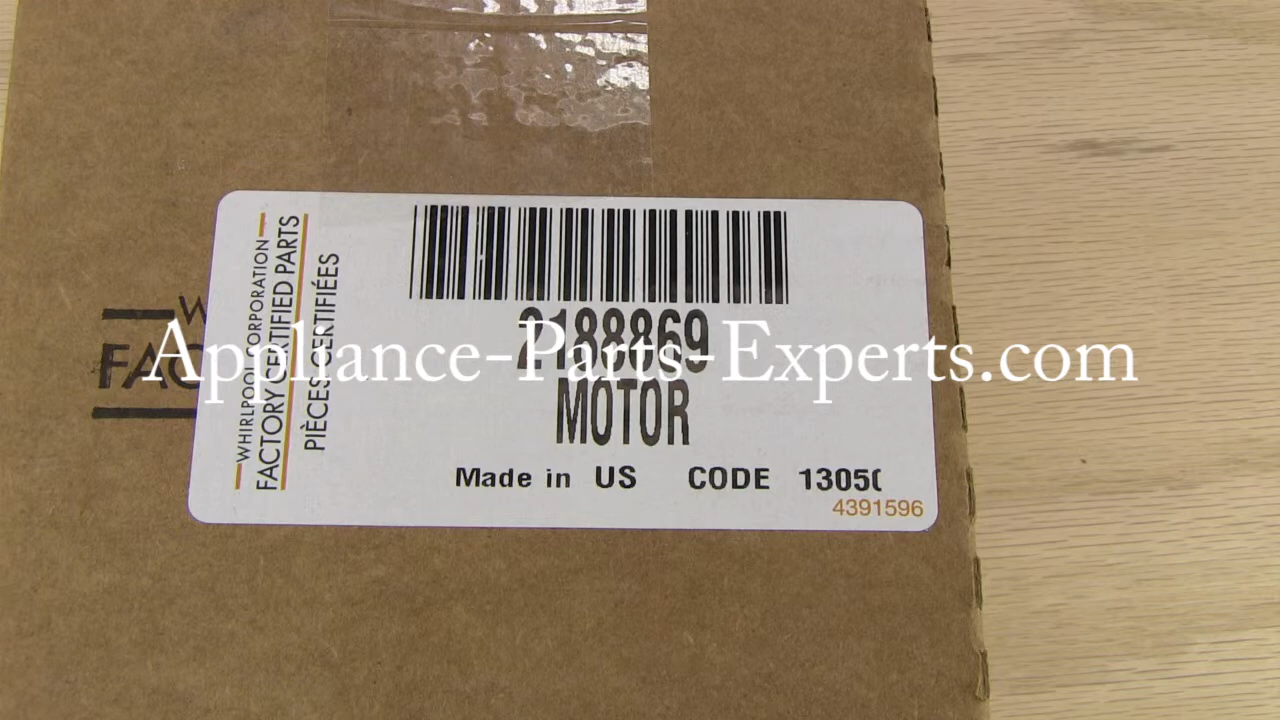 WHIRLPOOL CORPORATION
FACTORY CERTIFIED PARTS
PIÈCES CERTIFIÉES
2188869
Appliance-Parts-Experts.com
MOTOR
Made in US CODE 1305
4391596